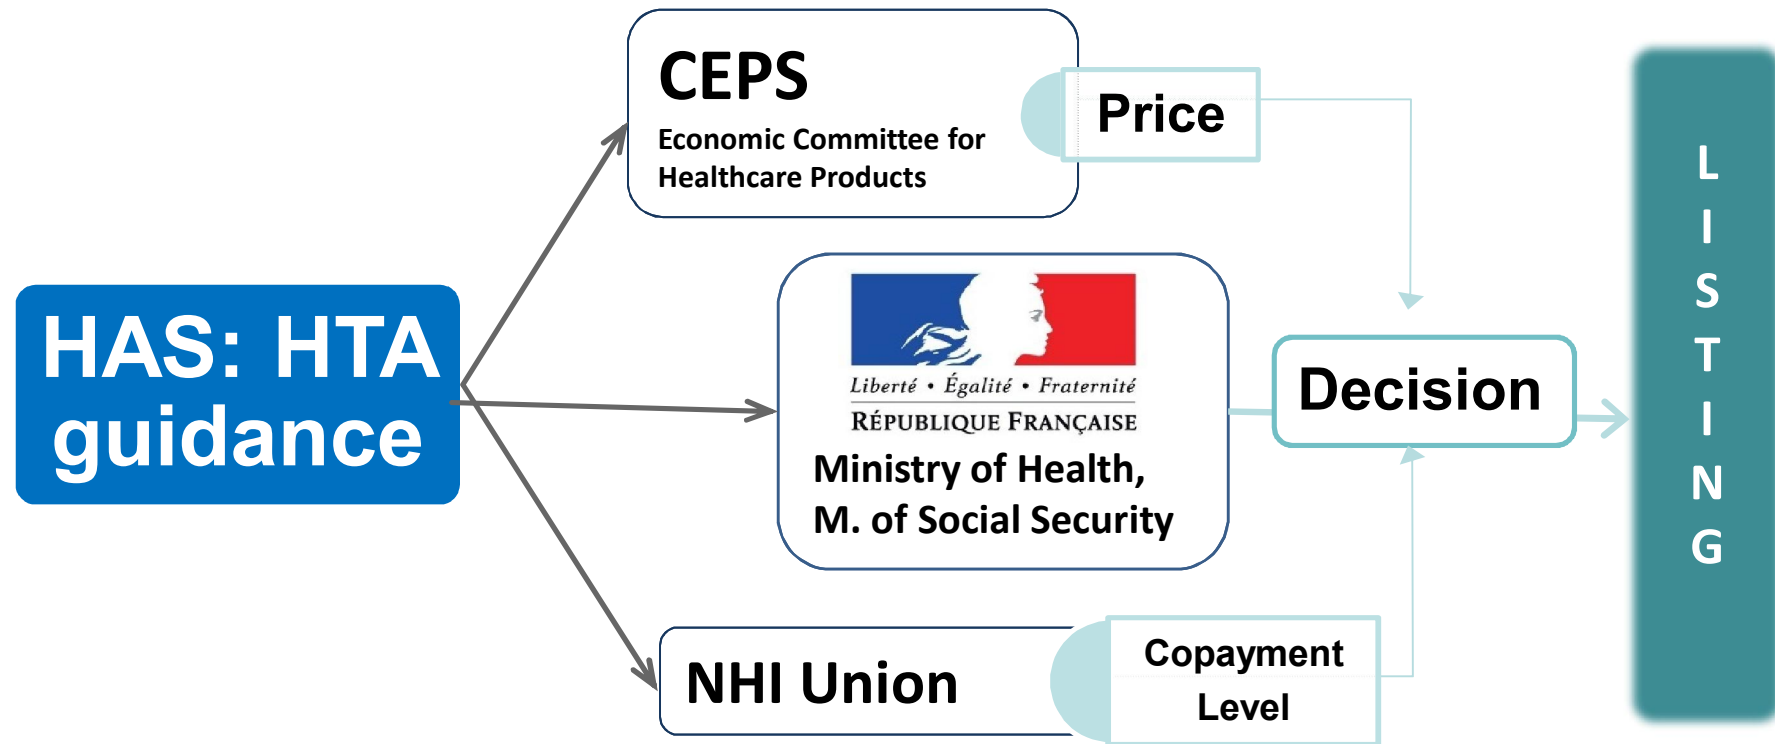 HAS: HTA
guidance
CEPS
Economic Committee for
Healthcare Products
Price
Liberté • Égalité • Fraternité
RÉPUBLIQUE FRANÇAISE
Ministry of Health,
M. of Social Security
NHI Union
Copayment
Level
Decision
L
I
S
T
I
N
G